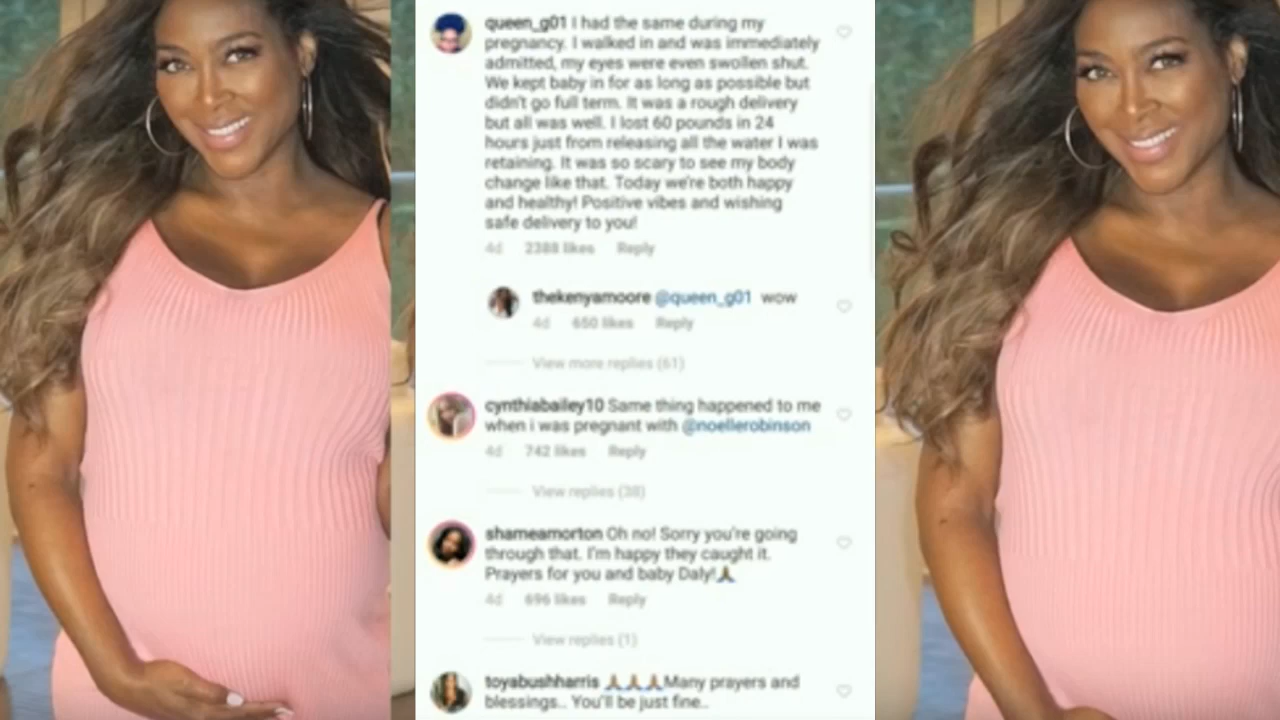 queen_g01 I had the same during my
pregnancy. I walked in and was immediately
admitted, my eyes were even swollen shut.
We kept baby in for as long as possible but
didn't go full term. It was a rough delivery
but all was well. I lost 60 pounds in 24
hours just from releasing all the water I was
retaining. It was so scary to see my body
change like that. Today we're both happy
and healthy! Positive vibes and wishing
safe delivery to you!
4d 2388 likes Reply
thekenyamoore @queen_g01 wow
4d 650 likes Reply
View more replies (61)
cynthiabailey10 Same thing happened to me
when i was pregnant with @noellerobinson
4d 742 likes Reply
View replies (38)
shameamorton Oh no! Sorry you're going
through that. I'm happy they caught it.
Prayers for you and baby Daly!🙏🏾
4d 696 likes Reply
View replies (1)
toyabushharris 🙏🏾🙏🏾🙏🏾Many prayers and
blessings.. You'll be just fine..